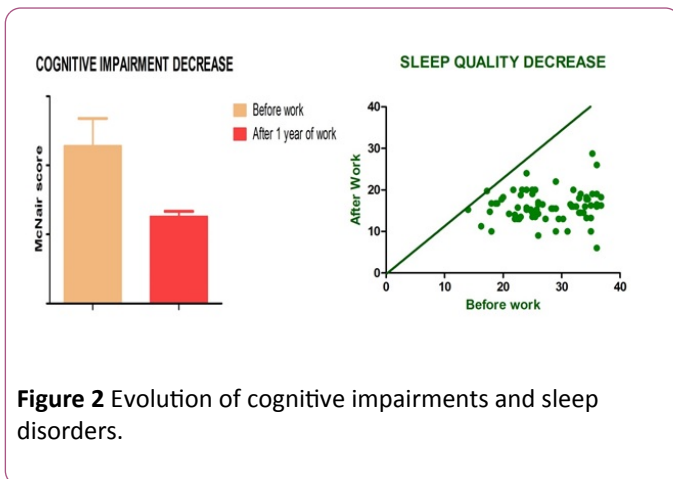 COGNITIVE IMPAIRMENT DECREASE
McNair score
Before work
After 1 year of work
SLEEP QUALITY DECREASE
After Work
40
30
20
10
0
0 10 20 30 40
Before work
Figure 2 Evolution of cognitive impairments and sleep
disorders.